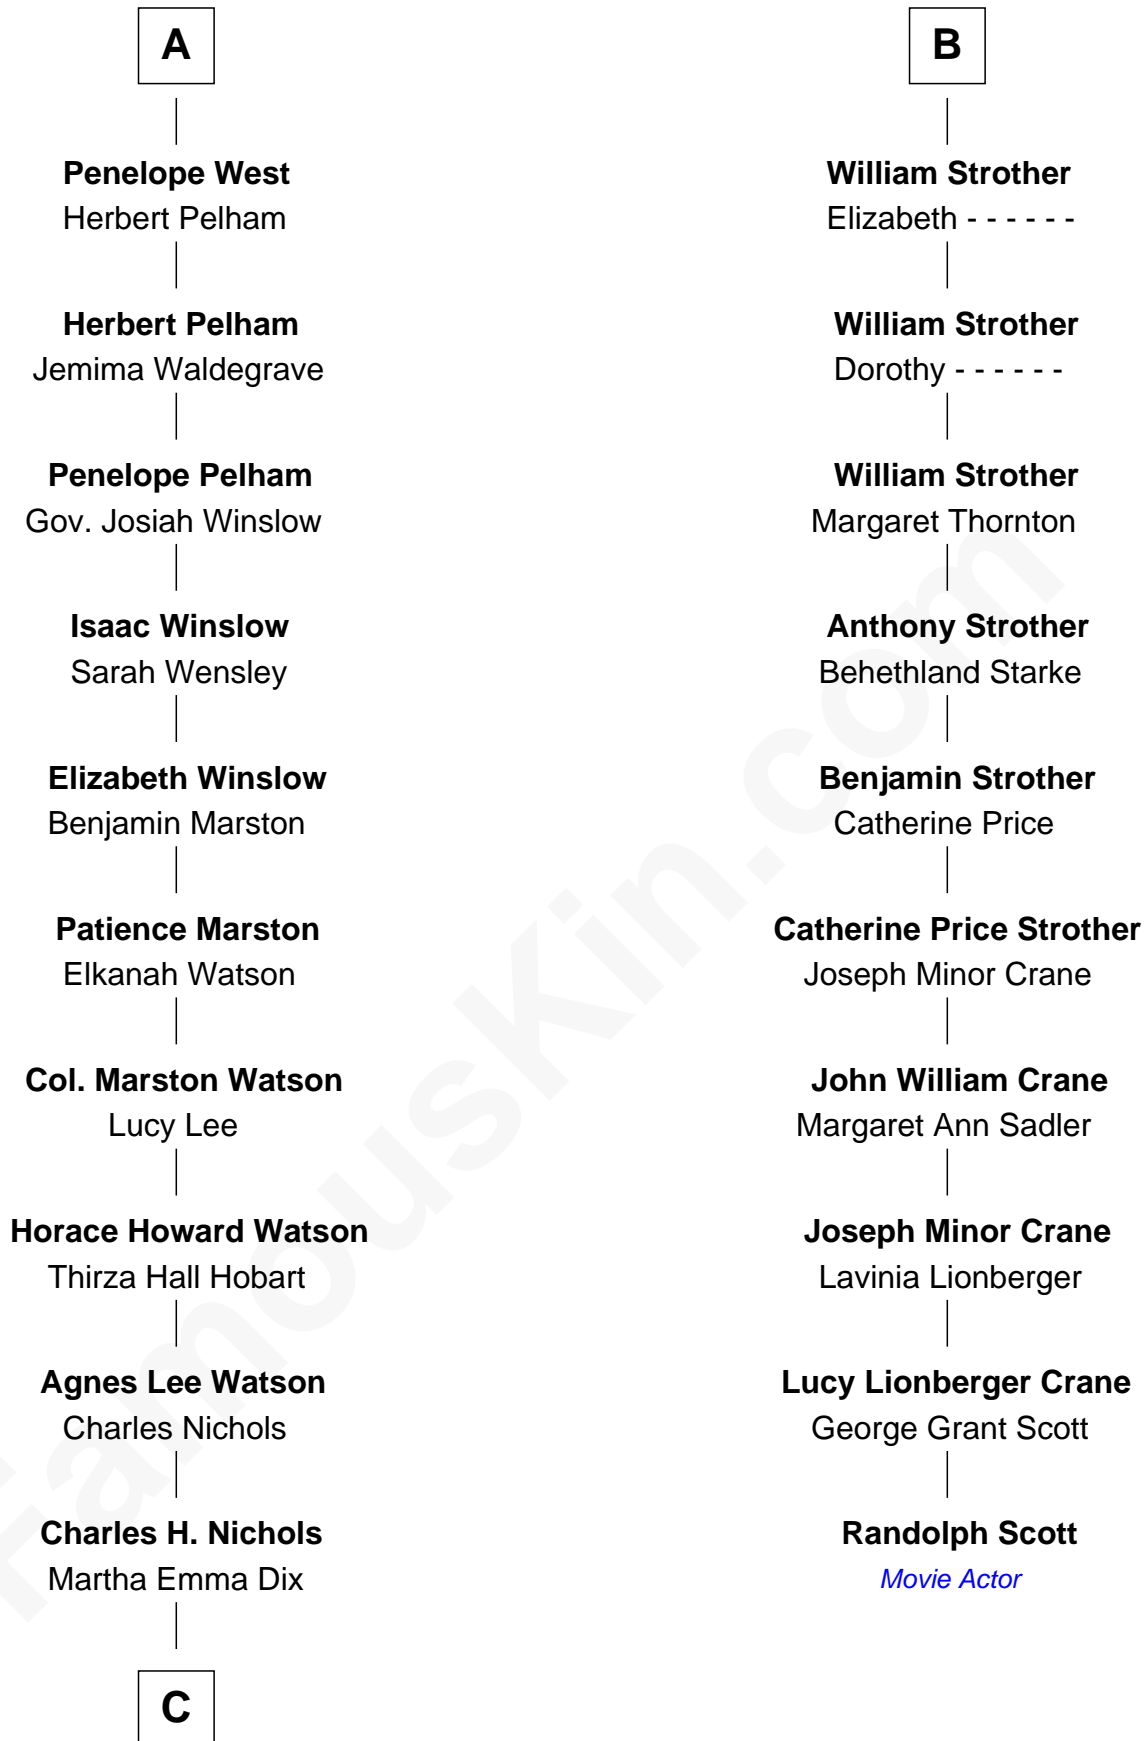 A
Penelope West
Herbert Pelham
Herbert Pelham
Jemima Waldegrave
Penelope Pelham
Gov. Josiah Winslow
Isaac Winslow
Sarah Wensley
Elizabeth Winslow
Benjamin Marston
Patience Marston
Elkanah Watson
Col. Marston Watson
Lucy Lee
Horace Howard Watson
Thirza Hall Hobart
Agnes Lee Watson
Charles Nichols
Charles H. Nichols
Martha Emma Dix
C
B
William Strother
Elizabeth - - - - - -
William Strother
Dorothy - - - - - -
William Strother
Margaret Thornton
Anthony Strother
Behethland Starke
Benjamin Strother
Catherine Price
Catherine Price Strother
Joseph Minor Crane
John William Crane
Margaret Ann Sadler
Joseph Minor Crane
Lavinia Lionberger
Lucy Lionberger Crane
George Grant Scott
Randolph Scott
Movie Actor
FamousKin.com